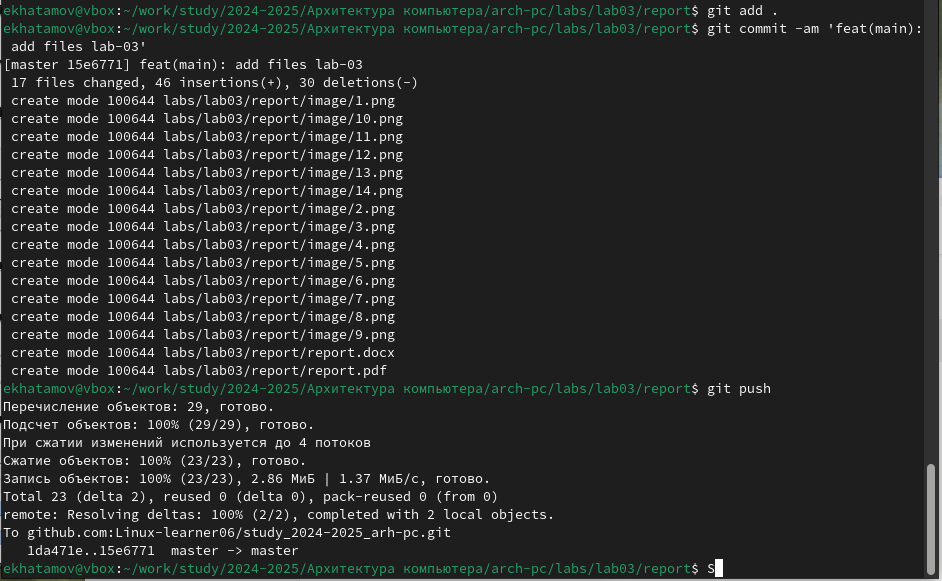 ekhatamov@vbox:~/work/study/2024-2025/Архитектура компьютера/arch-pc/labs/lab03/report$ git add .
ekhatamov@vbox:~/work/study/2024-2025/Архитектура компьютера/arch-pc/labs/lab03/report$ git commit -am 'feat(main):
 add files lab-03'
[master 15e6771] feat(main): add files lab-03
 17 files changed, 46 insertions(+), 30 deletions(-)
 create mode 100644 labs/lab03/report/image/1.png
 create mode 100644 labs/lab03/report/image/10.png
 create mode 100644 labs/lab03/report/image/11.png
 create mode 100644 labs/lab03/report/image/12.png
 create mode 100644 labs/lab03/report/image/13.png
 create mode 100644 labs/lab03/report/image/14.png
 create mode 100644 labs/lab03/report/image/2.png
 create mode 100644 labs/lab03/report/image/3.png
 create mode 100644 labs/lab03/report/image/4.png
 create mode 100644 labs/lab03/report/image/5.png
 create mode 100644 labs/lab03/report/image/6.png
 create mode 100644 labs/lab03/report/image/7.png
 create mode 100644 labs/lab03/report/image/8.png
 create mode 100644 labs/lab03/report/image/9.png
 create mode 100644 labs/lab03/report/report.docx
 create mode 100644 labs/lab03/report/report.pdf
ekhatamov@vbox:~/work/study/2024-2025/Архитектура компьютера/arch-pc/labs/lab03/report$ git push
Перечисление объектов: 29, готово.
Подсчет объектов: 100% (29/29), готово.
При сжатии изменений используется до 4 потоков
Сжатие объектов: 100% (23/23), готово.
Запись объектов: 100% (23/23), 2.86 МиБ | 1.37 МиБ/с, готово.
Total 23 (delta 2), reused 0 (delta 0), pack-reused 0 (from 0)
remote: Resolving deltas: 100% (2/2), completed with 2 local objects.
To github.com:Linux-learner06/study_2024-2025_arh-pc.git
   1da471e..15e6771  master -> master
ekhatamov@vbox:~/work/study/2024-2025/Архитектура компьютера/arch-pc/labs/lab03/report$ S